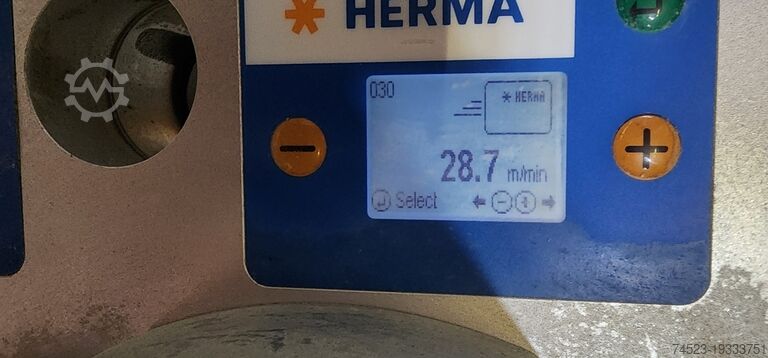 HERMA
030
* HERMA
28.7 m/min
Select
74523-19333751